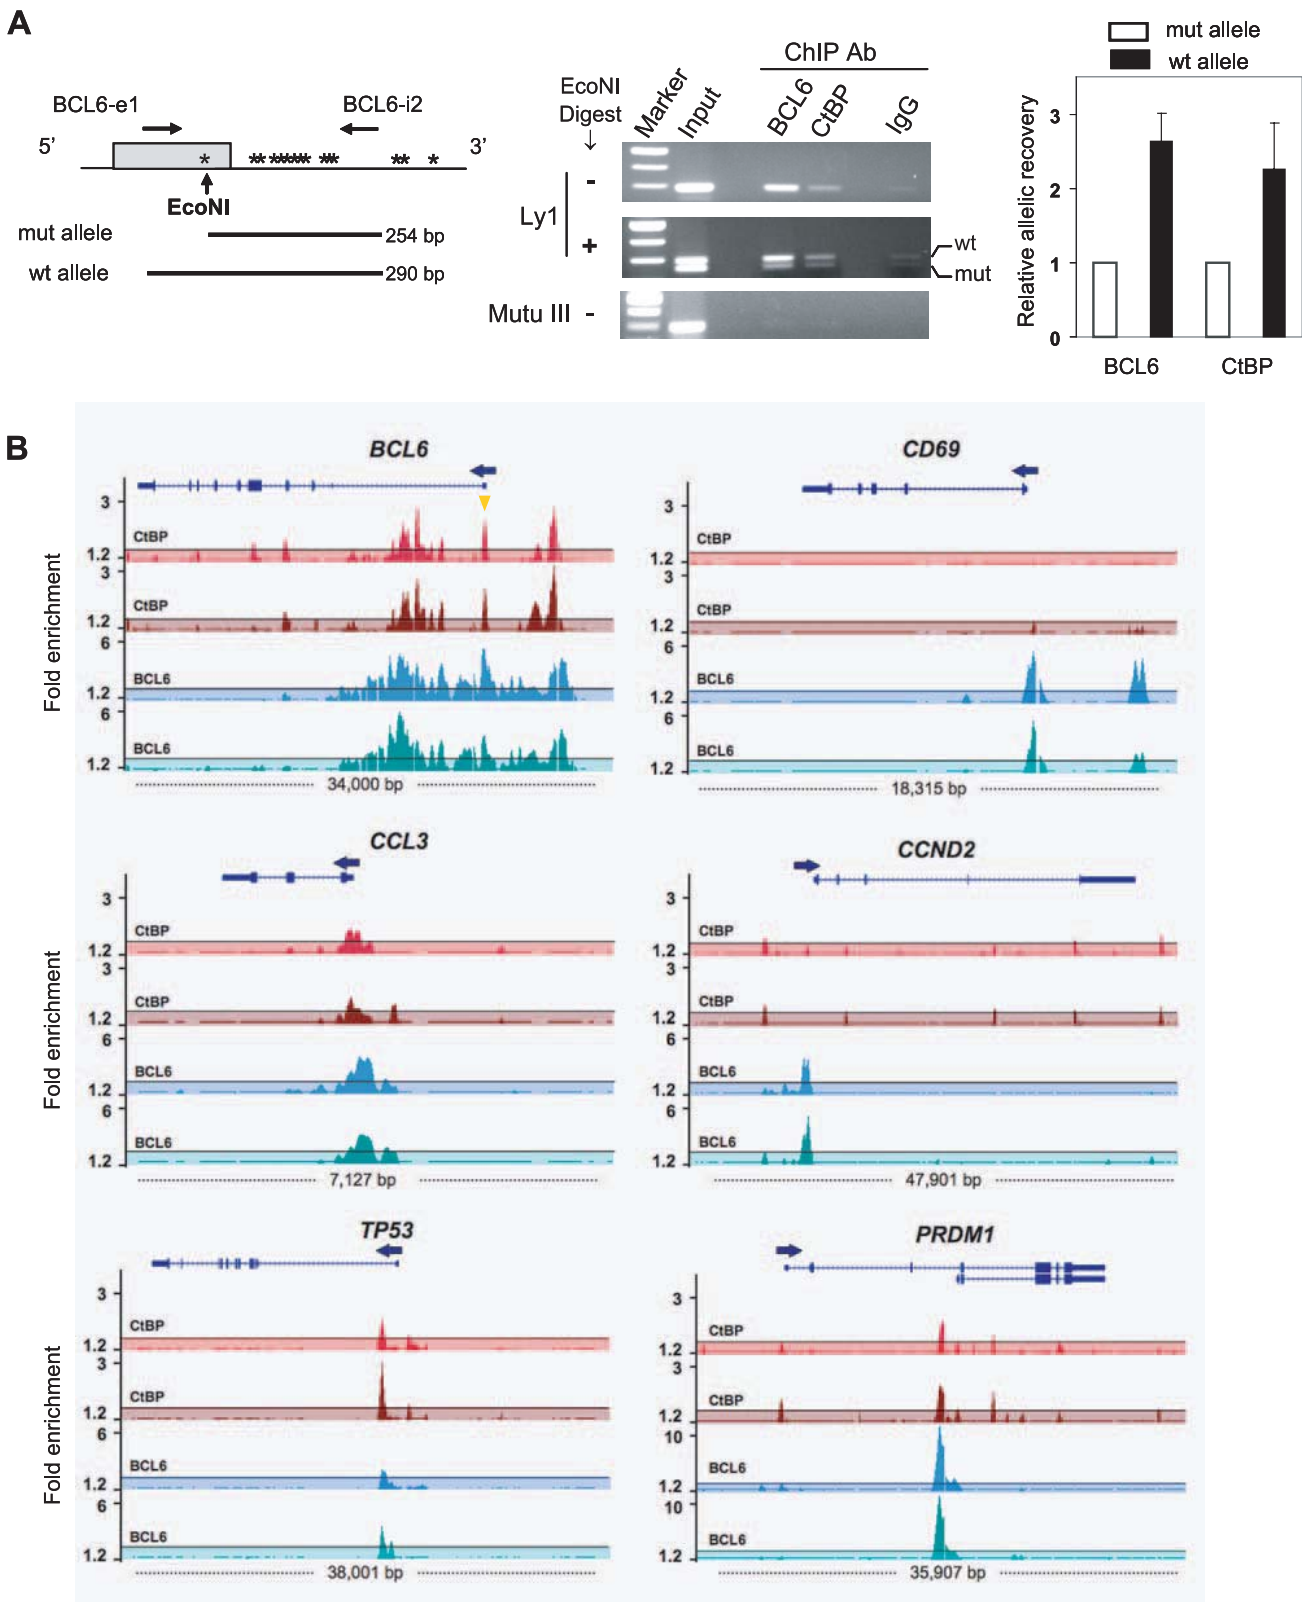 A
BCL6-e1
BCL6-i2
5'
3'
*
** ******* *** ** *
EcoNI
mut allele
254 bp
wt allele
290 bp
EcoNI
Digest
Marker
Input
ChIP Ab
BCL6
CtBP
IgG
Ly1
-
+
wt
mut
Mutu III
-
mut allele
wt allele
Relative allelic recovery
3
2
1
0
BCL6
CtBP
B
BCL6
Fold enrichment
3
CtBP
1.2
3
CtBP
1.2
6
BCL6
1.2
6
BCL6
1.2
34,000 bp
CD69
3
CtBP
1.2
3
CtBP
1.2
6
BCL6
1.2
6
BCL6
1.2
18,315 bp
CCL3
Fold enrichment
3
CtBP
1.2
3
CtBP
1.2
6
BCL6
1.2
6
BCL6
1.2
7,127 bp
CCND2
3
CtBP
1.2
3
CtBP
1.2
6
BCL6
1.2
6
BCL6
1.2
47,901 bp
TP53
Fold enrichment
3
CtBP
1.2
3
CtBP
1.2
6
BCL6
1.2
6
BCL6
1.2
38,001 bp
PRDM1
3
CtBP
1.2
3
CtBP
1.2
10
BCL6
1.2
10
BCL6
1.2
35,907 bp